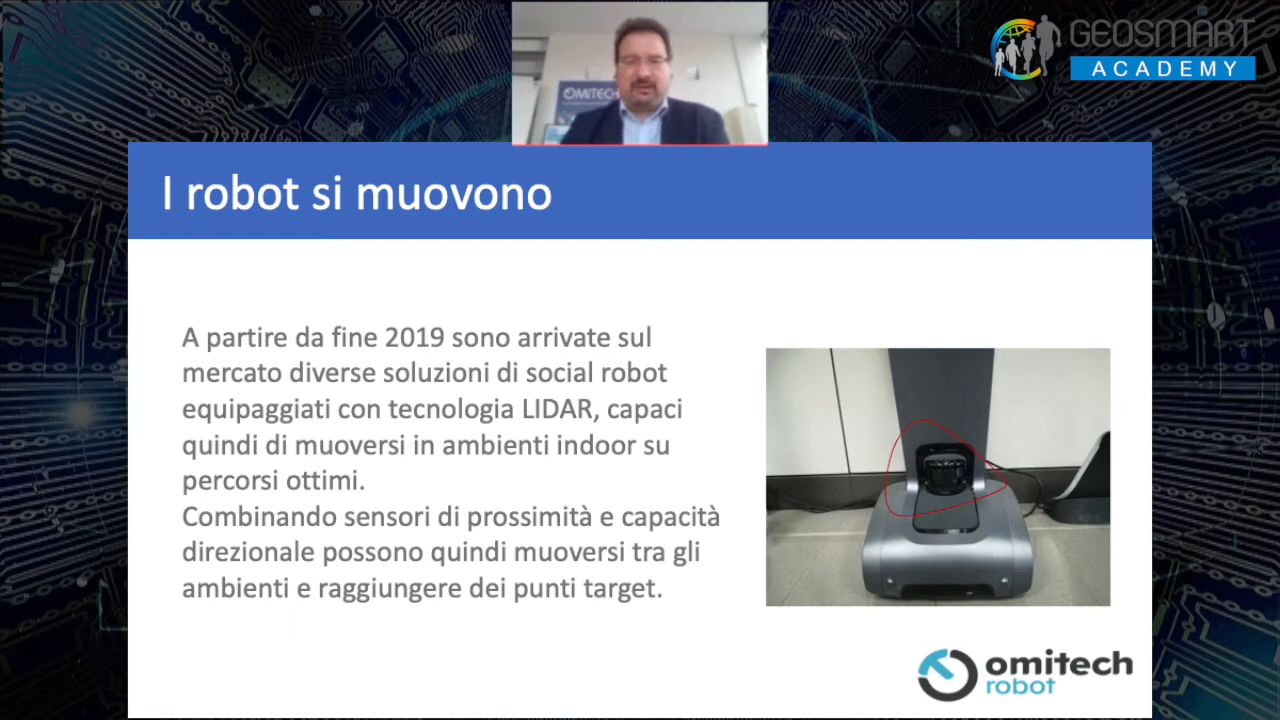 GEOSMART
ACADEMY
OMITECH
I robot si muovono
A partire da fine 2019 sono arrivate sul
mercato diverse soluzioni di social robot
equipaggiati con tecnologia LIDAR, capaci
quindi di muoversi in ambienti indoor su
percorsi ottimi.
Combinando sensori di prossimità e capacità
direzionale possono quindi muoversi tra gli
ambienti e raggiungere dei punti target.
omitech
robot